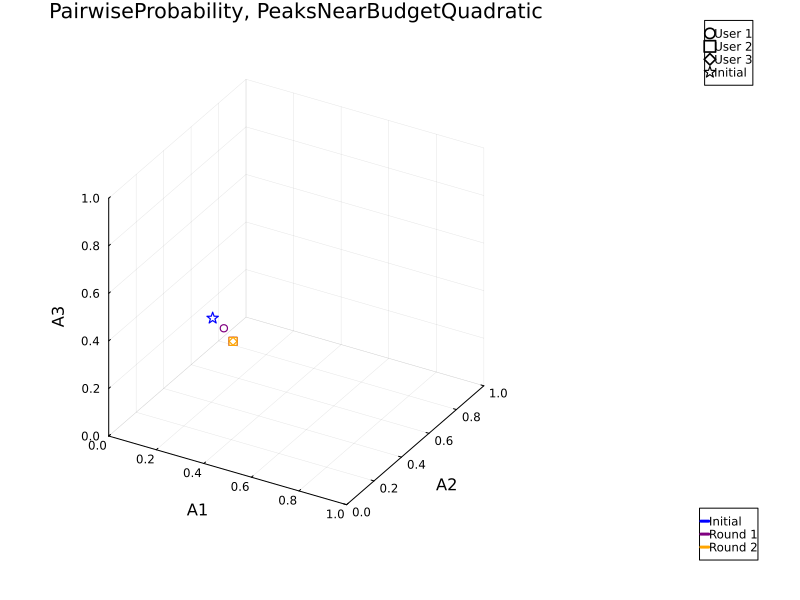 PairwiseProbability, PeaksNearBudgetQuadratic
User 1
User 2
User 3
Initial
1.0
0.8
0.6
0.4
0.2
0.0
A3
0.0
0.2
0.4
0.6
0.8
1.0
A1
0.0
0.2
0.4
0.6
0.8
1.0
A2
Initial
Round 1
Round 2